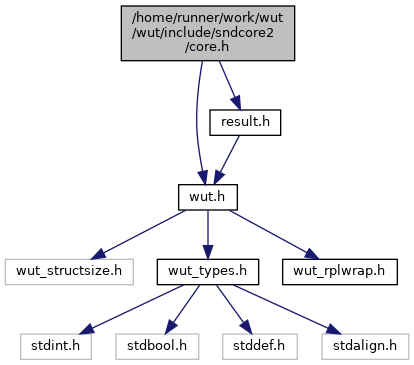 /home/runner/work/wut
/wut/include/sndcore2
/core.h
result.h
wut.h
wut_structsize.h
wut_types.h
wut_rplwrap.h
stdint.h
stdbool.h
stddef.h
stdalign.h